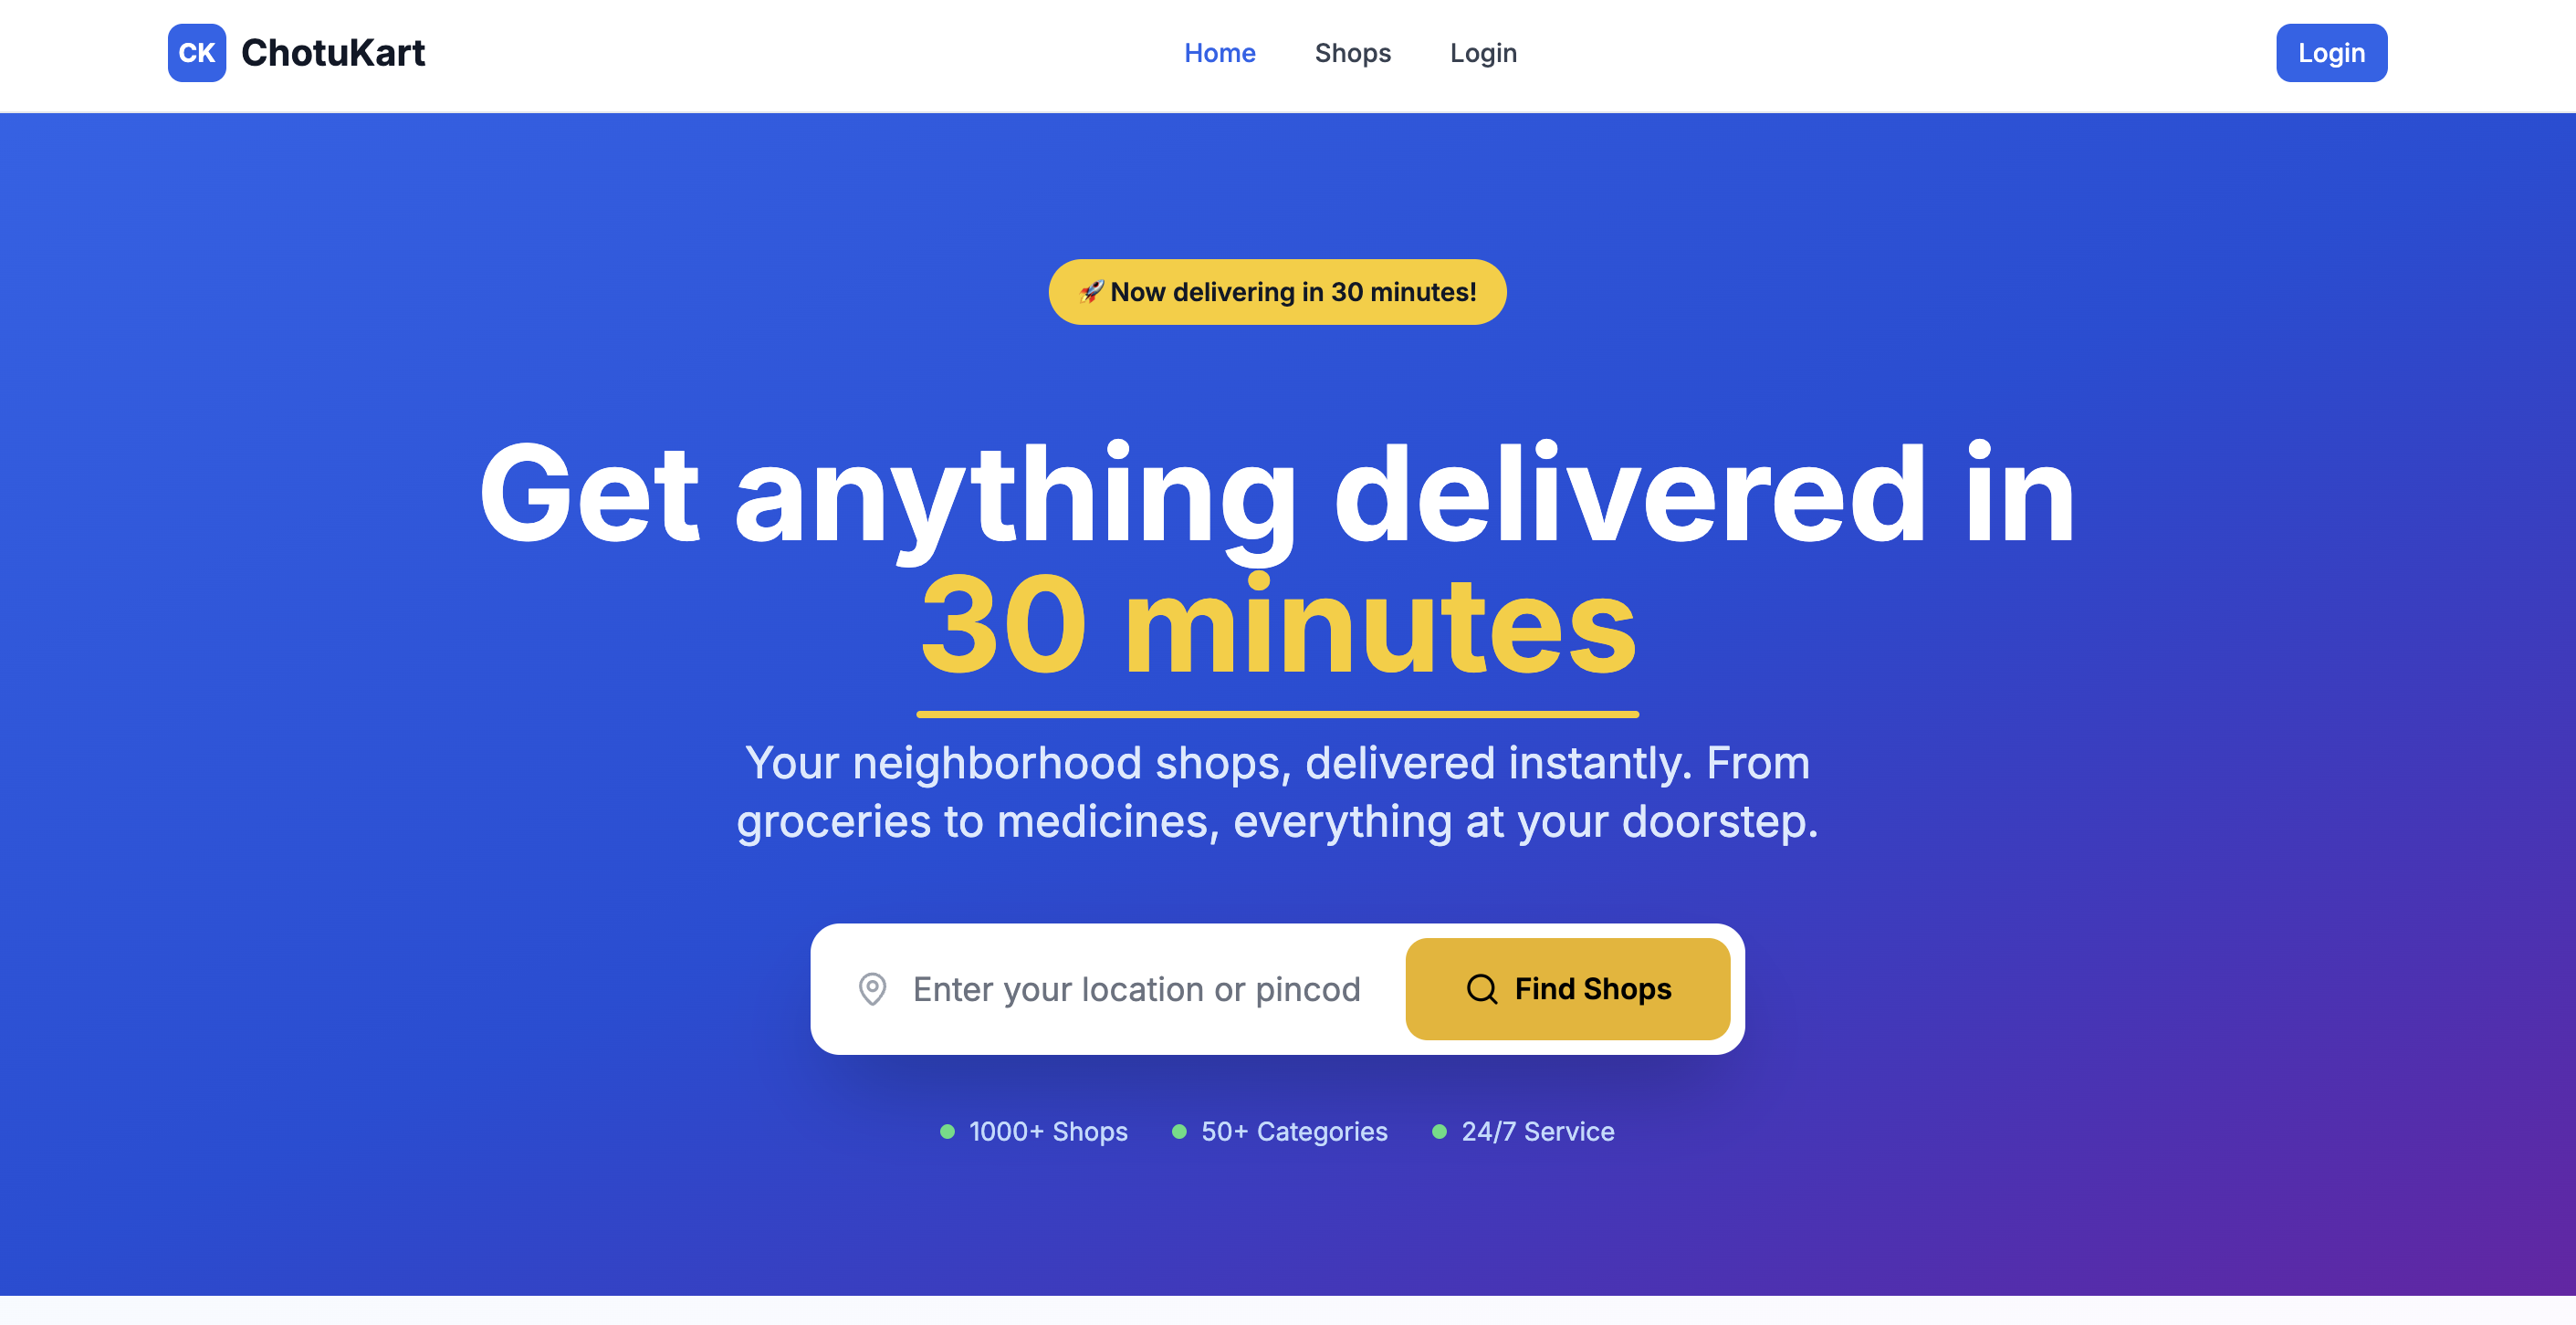 CK ChotuKart Home Shops Login Login
🚀 Now delivering in 30 minutes!
Get anything delivered in
30 minutes
Your neighborhood shops, delivered instantly. From
groceries to medicines, everything at your doorstep.
Enter your location or pincod Find Shops
1000+ Shops 50+ Categories 24/7 Service